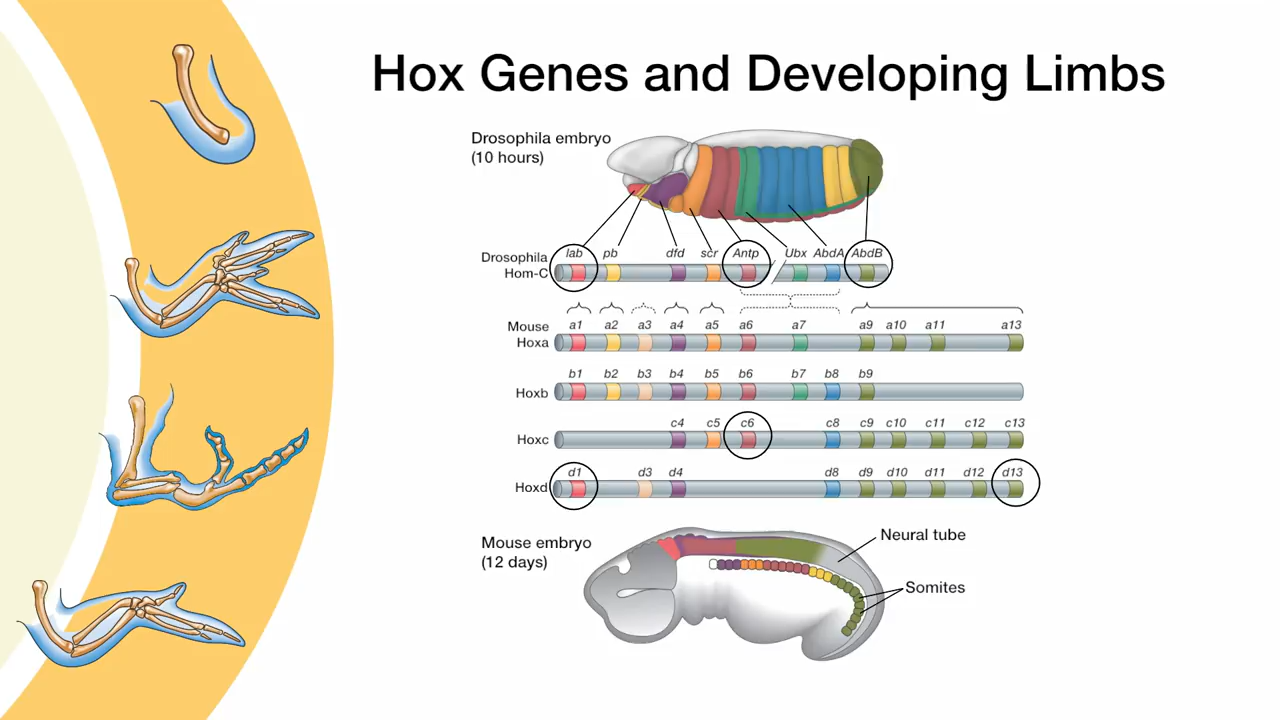 Hox Genes and Developing Limbs
Drosophila embryo
(10 hours)
lab pb dfd scr Antp Ubx AbdA AbdB
Drosophila
Hom-C
a1 a2 a3 a4 a5 a6 a7 a9 a10 a11 a13
Mouse
Hoxa
b1 b2 b3 b4 b5 b6 b7 b8 b9
Hoxb
c4 c5 c6 c8 c9 c10 c11 c12 c13
Hoxc
d1 d3 d4 d8 d9 d10 d11 d12 d13
Hoxd
Mouse embryo
(12 days)
Neural tube
Somites